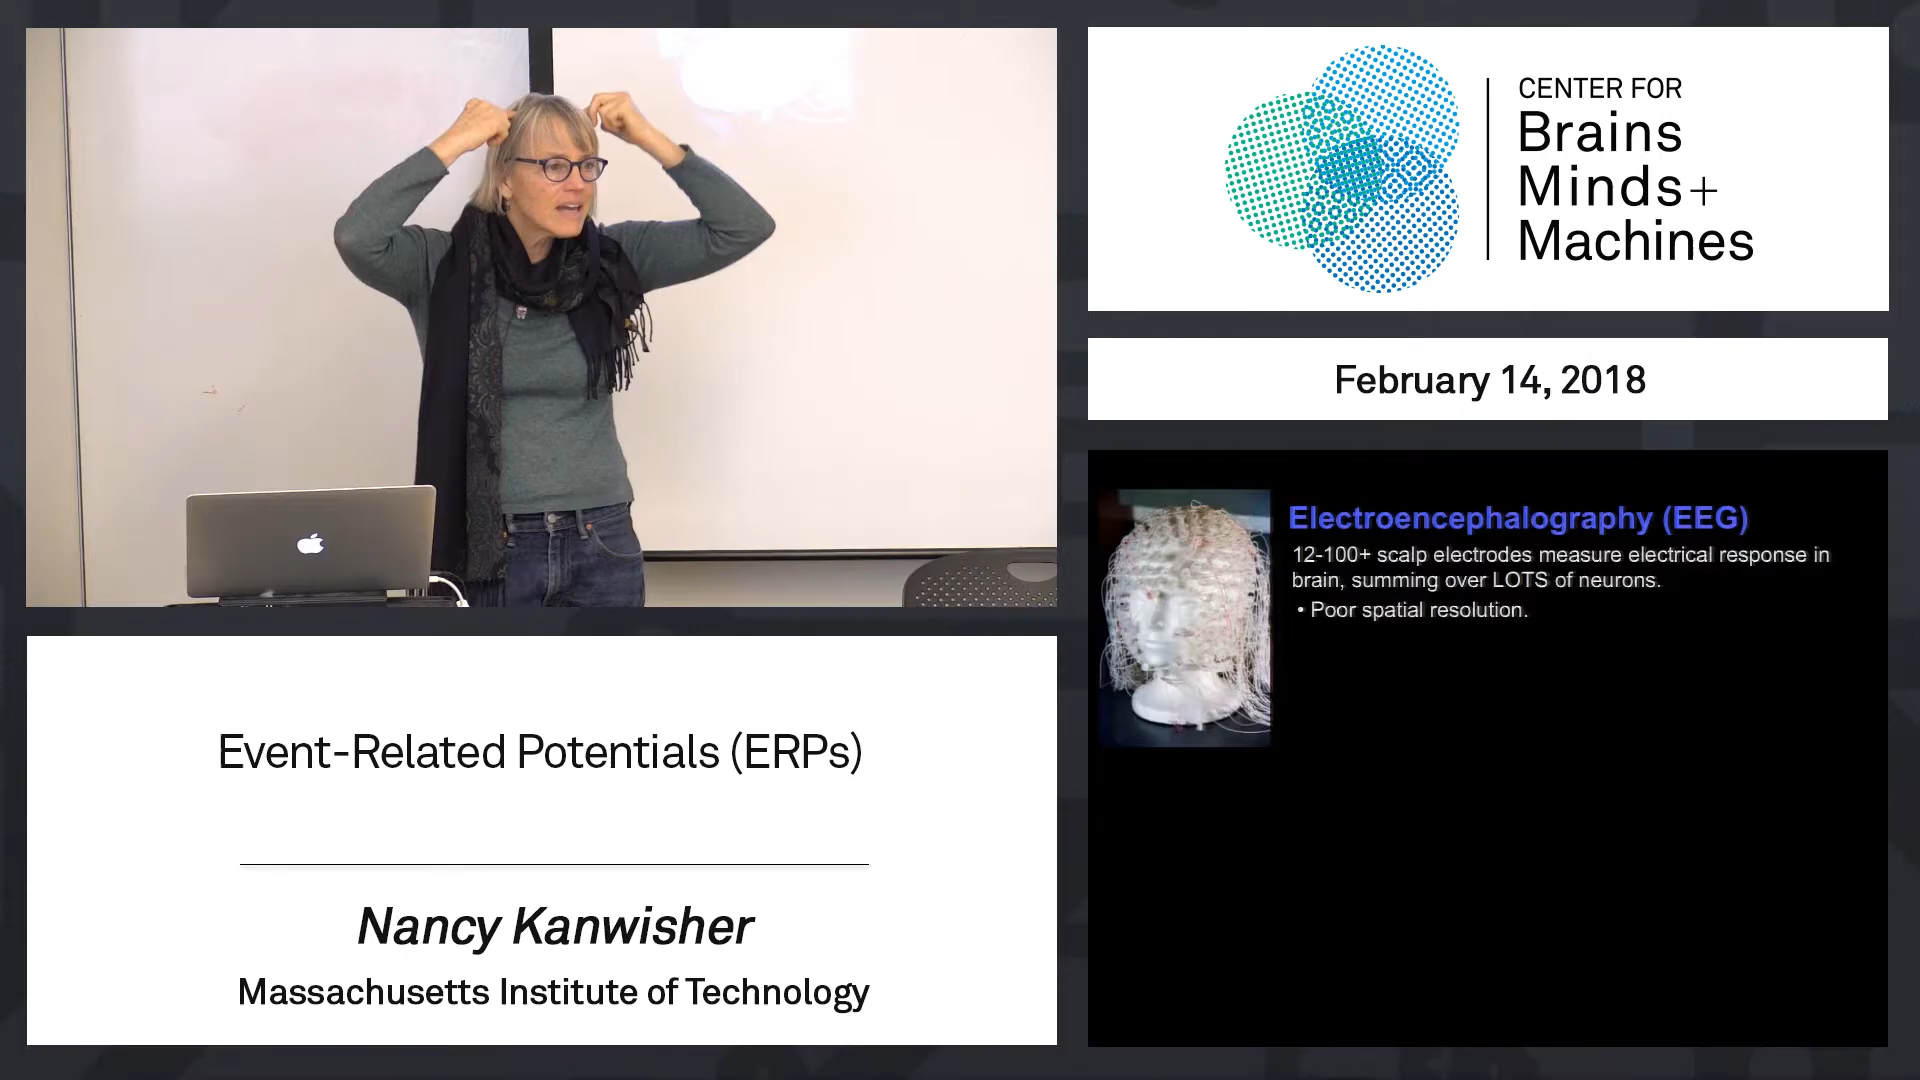 CENTER FOR
Brains
Minds+
Machines
February 14, 2018
Electroencephalography (EEG)
12-100+ scalp electrodes measure electrical response in
brain, summing over LOTS of neurons.
• Poor spatial resolution.
Event-Related Potentials (ERPs)
Nancy Kanwisher
Massachusetts Institute of Technology